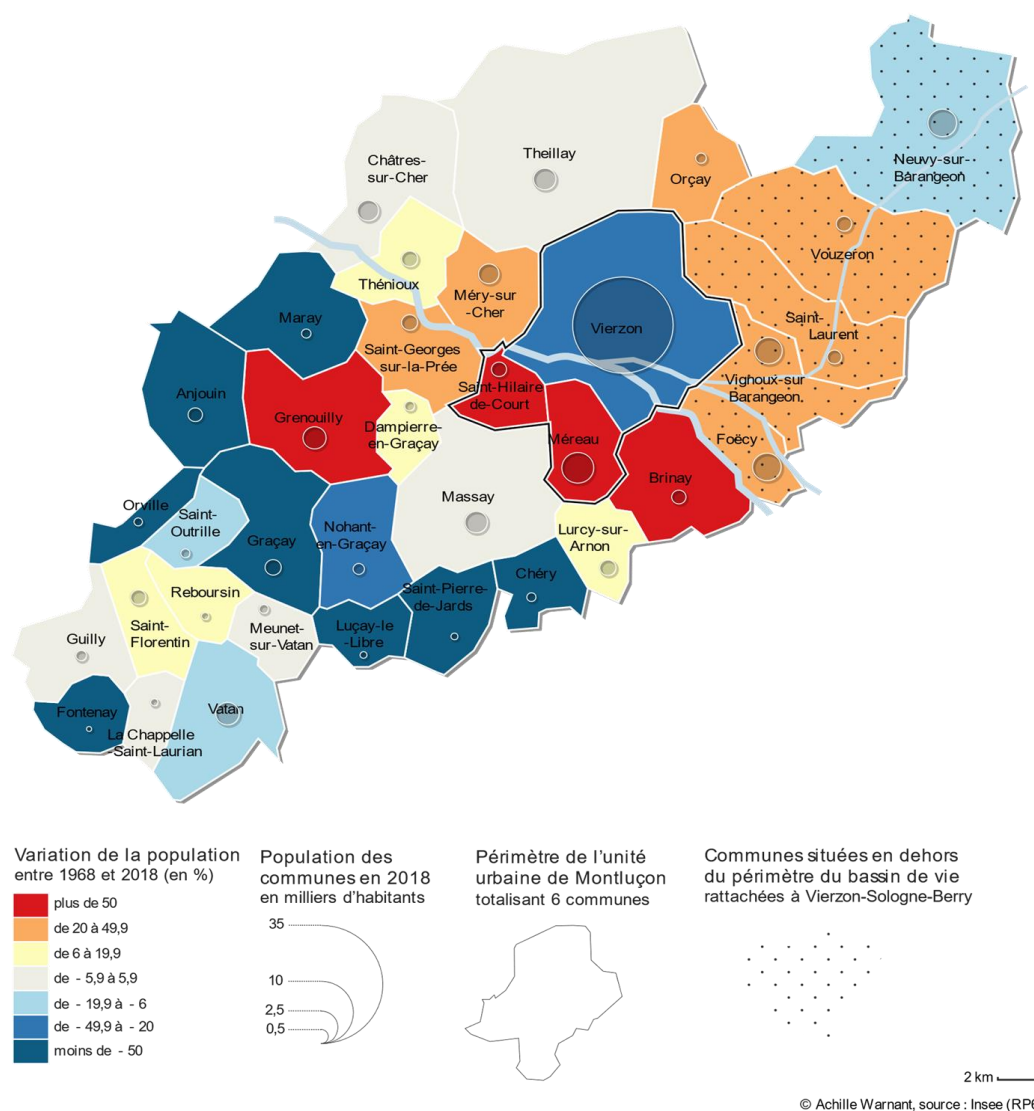 Châtres-
sur-Cher
Theillay
Orçay
Neuvy-sur-
Barangeon
Vouzeron
Thénioux
Méry-sur
-Cher
Vierzon
Maray
Saint-Georges
sur-la-Prée
Saint-
Laurent
Anjouin
Saint-Hilaire
de-Court
Vighoux-sur
Barangeon
Grenouilly
Dampierre-
en-Graçay
Méreau
Foëcy
Brinay
Massay
Orville
Saint-
Outrille
Graçay
Nohant-
en-Graçay
Lurcy-sur-
Arnon
Chéry
Saint-Pierre-
de-Jards
Reboursin
Saint-
Florentin
Meunet-
sur-Vatan
Luçay-le
-Libre
Guilly
Fontenay
Vatan
La Chappelle
-Saint-Laurian
Variation de la population
entre 1968 et 2018 (en %)
plus de 50
de 20 à 49,9
de 6 à 19,9
de - 5,9 à 5,9
de - 19,9 à - 6
de - 49,9 à - 20
moins de - 50
Population des
communes en 2018
en milliers d'habitants
35
10
2,5
0,5
Périmètre de l'unité
urbaine de Montluçon
totalisant 6 communes
Communes situées en dehors
du périmètre du bassin de vie
rattachées à Vierzon-Sologne-Berry
2 km
© Achille Warnant, source : Insee (RP6